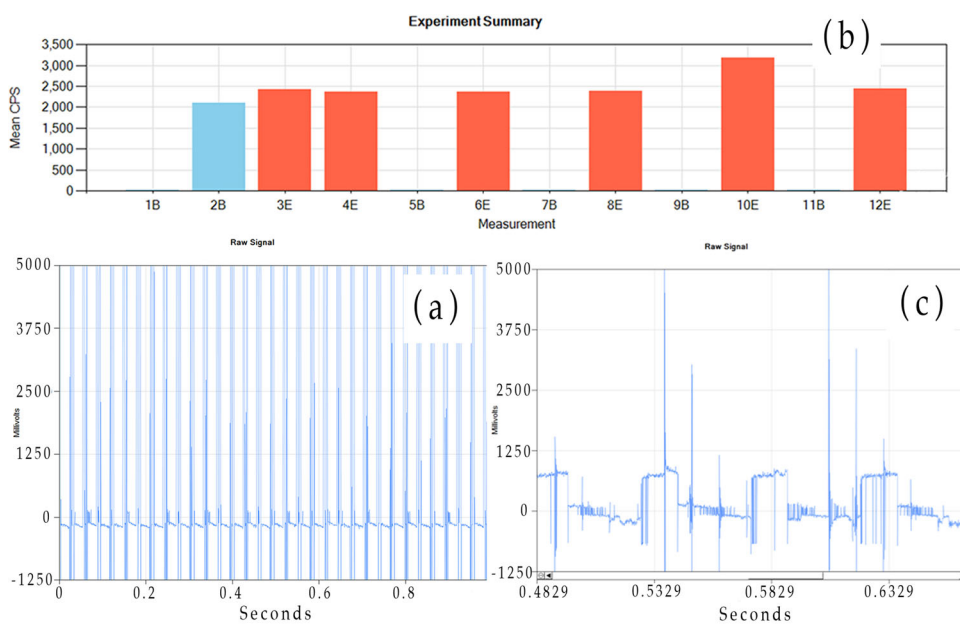 Experiment Summary
(b)
3,500
3,000
2,500
2,000
1,500
1,000
500
0
Mean CPS
1B 2B 3E 4E 5B 6E 7B 8E 9B 10E 11B 12E
Measurement
Raw Signal
(a)
5000
3750
2500
1250
0
-1250
Millivolts
0 0.2 0.4 0.6 0.8
Seconds
Raw Signal
(c)
5000
3750
2500
1250
0
-1250
Millivolts
0.4829 0.5329 0.5829 0.6329
Seconds